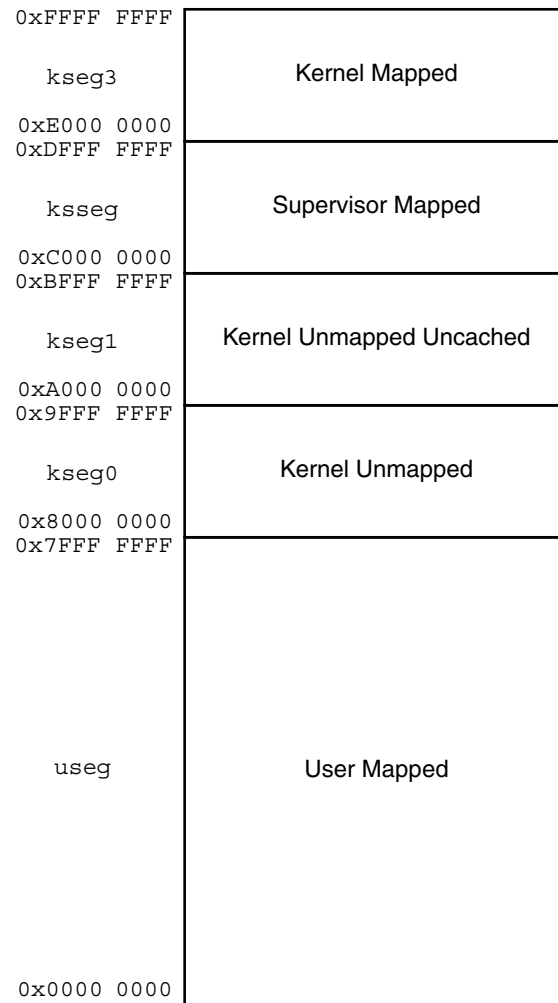 0xFFFF FFFF
kseg3
Kernel Mapped
0xE000 0000
0xDFFF FFFF
ksseg
Supervisor Mapped
0xC000 0000
0xBFFF FFFF
kseg1
Kernel Unmapped Uncached
0xA000 0000
0x9FFF FFFF
kseg0
Kernel Unmapped
0x8000 0000
0x7FFF FFFF
useg
User Mapped
0x0000 0000